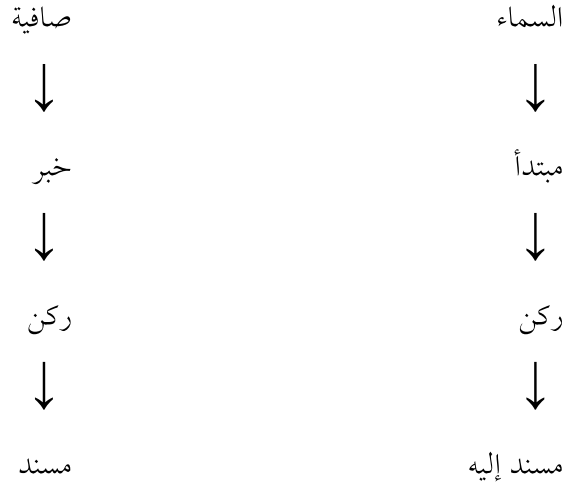 السماء صافية
مبتدأ خبر
ركن ركن
مسند إليه مسند